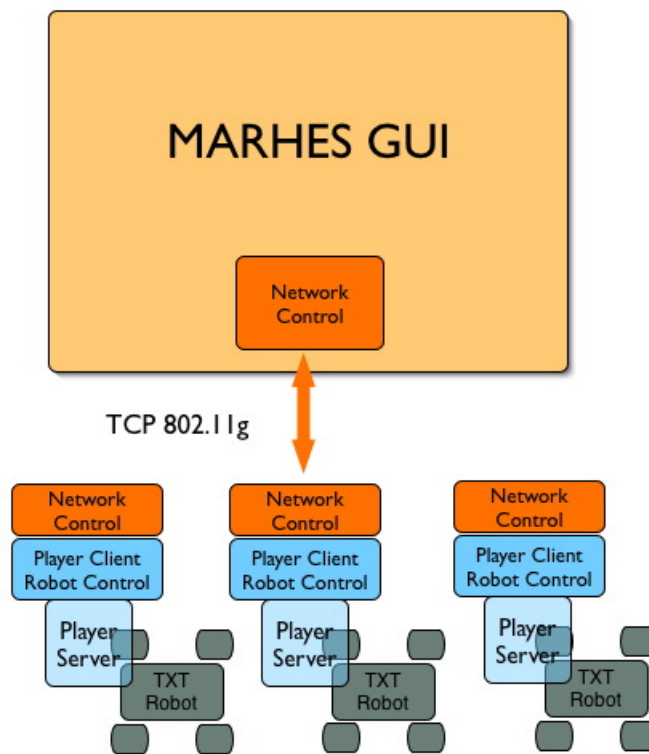 MARHES GUI
Network
Control
TCP 802.11g
Network
Control
Player Client
Robot Control
Player
Server
TXT
Robot
Network
Control
Player Client
Robot Control
Player
Server
TXT
Robot
Network
Control
Player Client
Robot Control
Player
Server
TXT
Robot